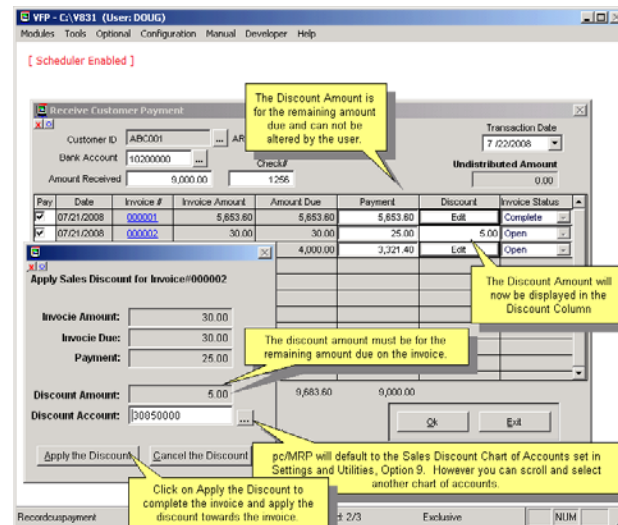 VFP - C:\V831 (User: DOUG)
Modules Tools Optional Configuration Manual Developer Help
[ Scheduler Enabled ]
Receive Customer Payment
Customer ID ABC001 ... AR
Transaction Date
7 /22/2008
Bank Account 10200000 ...
Check#
Undistributed Amount
Amount Received 9,000.00 1256 0.00
The Discount Amount is
for the remaining amount
due and can not be
altered by the user.
Pay Date Invoice # Invoice Amount Amount Due Payment Discount Invoice Status
07/21/2008 000001 5,653.60 5,653.60 5,653.60 Edit Complete
07/21/2008 000002 30.00 30.00 25.00 5.00 Open
4,000.00 3,321.40 Edit Open
Apply Sales Discount for Invoice#000002
Invocie Amount: 30.00
Invocie Due: 30.00
Payment: 25.00
Discount Amount: 5.00
Discount Account: 30850000 ...
Apply the Discount Cancel the Discount
The Discount Amount will
now be displayed in the
Discount Column
The discount amount must be for the
remaining amount due on the invoice.
9,683.60 9,000.00
Ok Exit
pc/MRP will default to the Sales Discount Chart of Accounts set in
Settings and Utilities, Option 9. However you can scroll and select
another chart of accounts.
Click on Apply the Discount to
complete the invoice and apply the
discount towards the invoice.
Recordcuspayment 2/3 Exclusive NUM